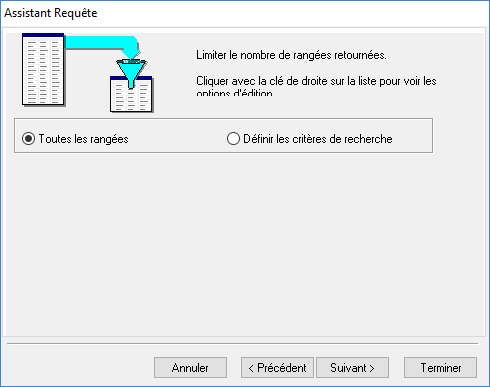 Assistant Requête
Limiter le nombre de rangées retournées.
Cliquer avec la clé de droite sur la liste pour voir les
options d'édition
Toutes les rangées
Définir les critères de recherche
Annuler
< Précédent
Suivant >
Terminer